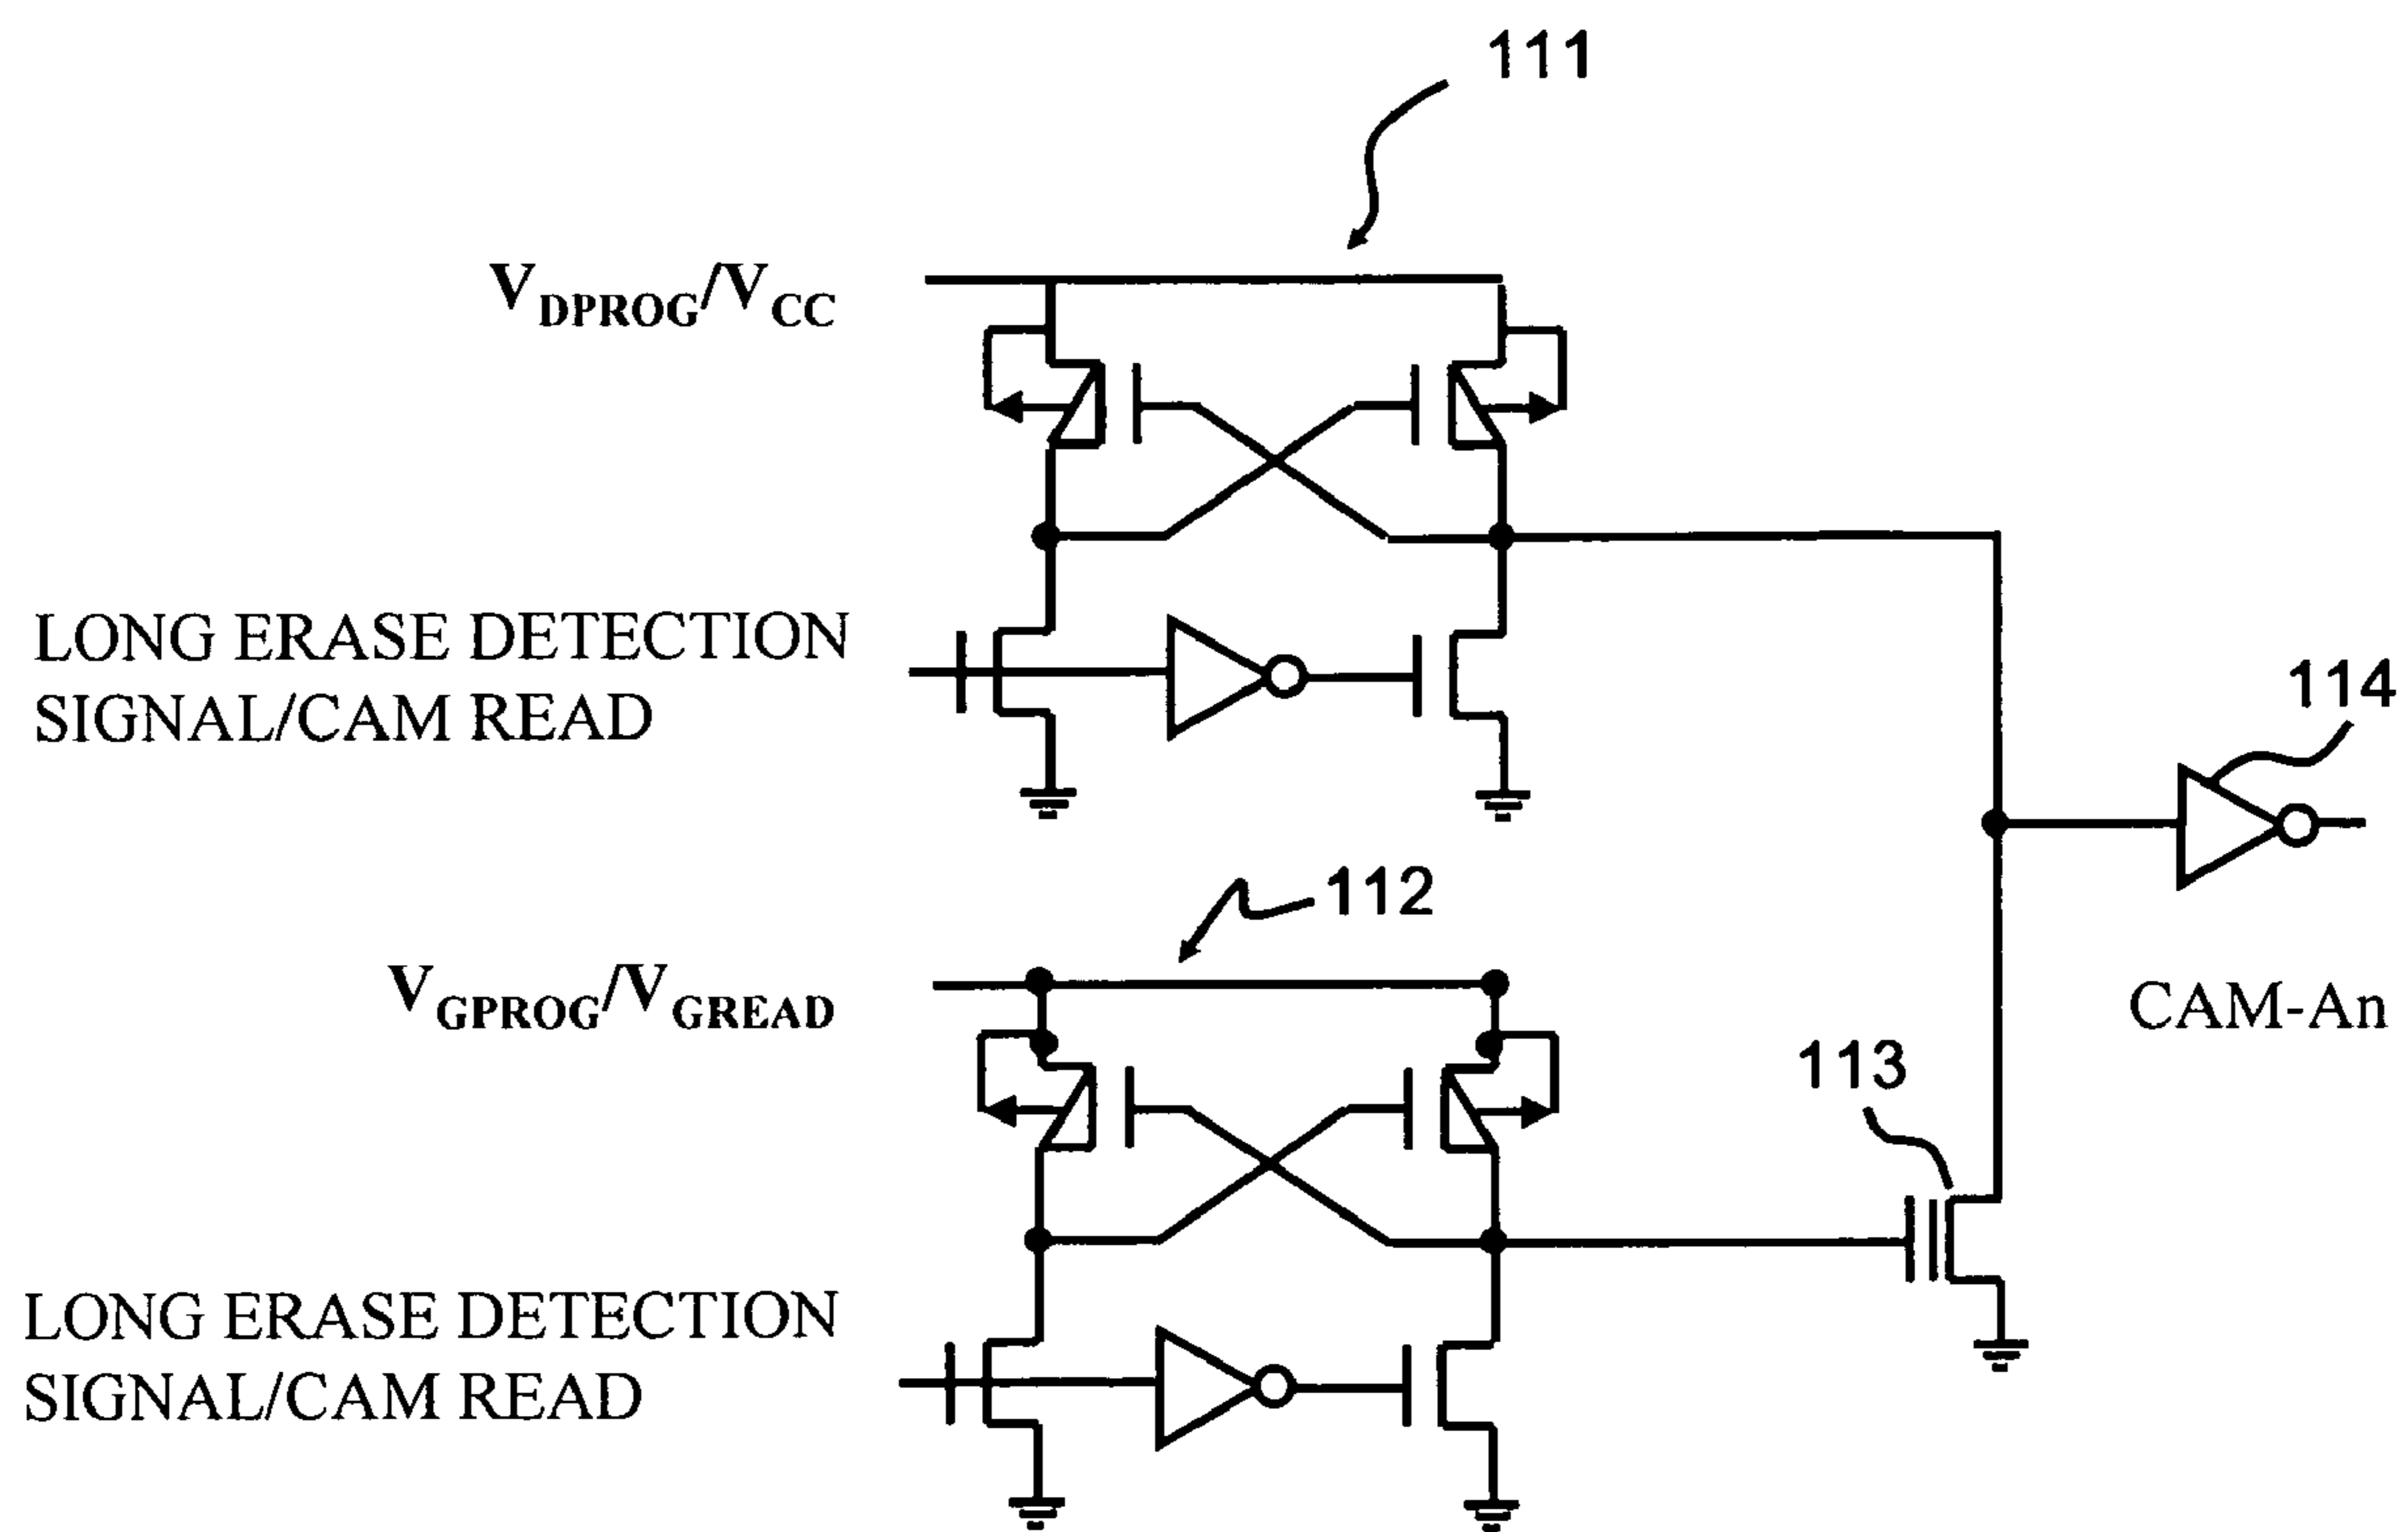 111
VDPROG/VCC
LONG ERASE DETECTION
SIGNAL/CAM READ
114
112
VGPROG/VGREAD
CAM-An
113
LONG ERASE DETECTION
SIGNAL/CAM READ